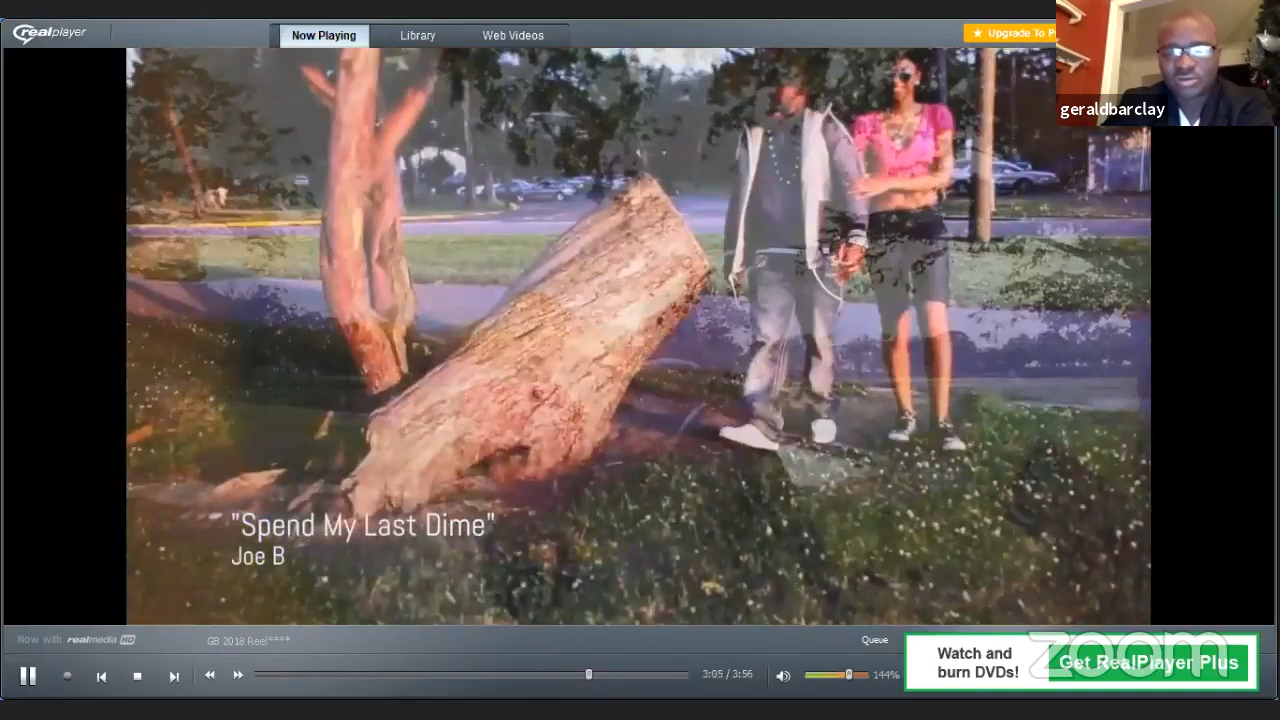 realplayer
Now Playing
Library
Web Videos
Upgrade To P
geraldbarclay
"Spend My Last Dime"
Joe B
Now with realmedia HD
GB 2018 Reel****
Queue
3:05 / 3:56
144%
Watch and
burn DVDs!
Get RealPlayer Plus
zoom